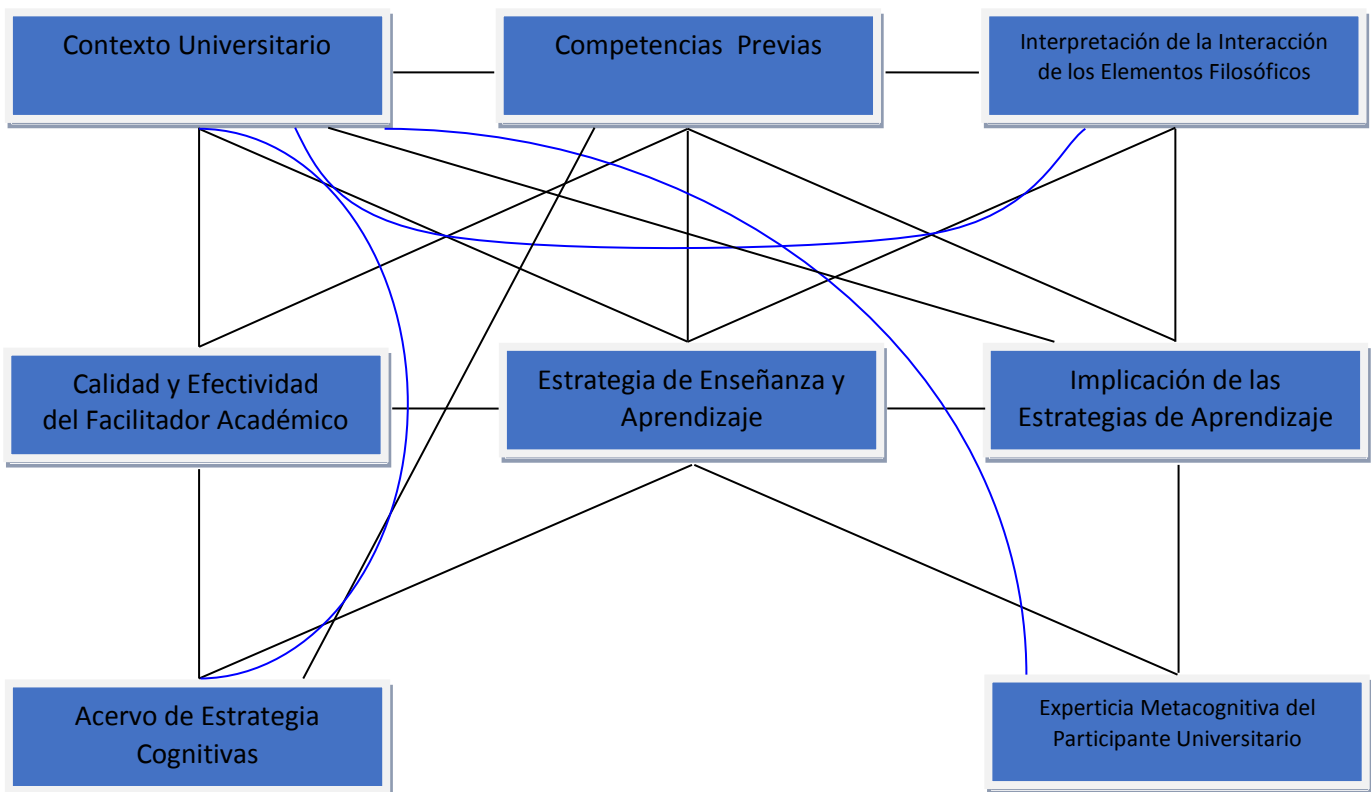 Contexto Universitario
Competencias Previas
Interpretación de la Interacción
de los Elementos Filosóficos
Calidad y Efectividad
del Facilitador Académico
Estrategia de Enseñanza y
Aprendizaje
Implicación de las
Estrategias de Aprendizaje
Acervo de Estrategia
Cognitivas
Experticia Metacognitiva del
Participante Universitario